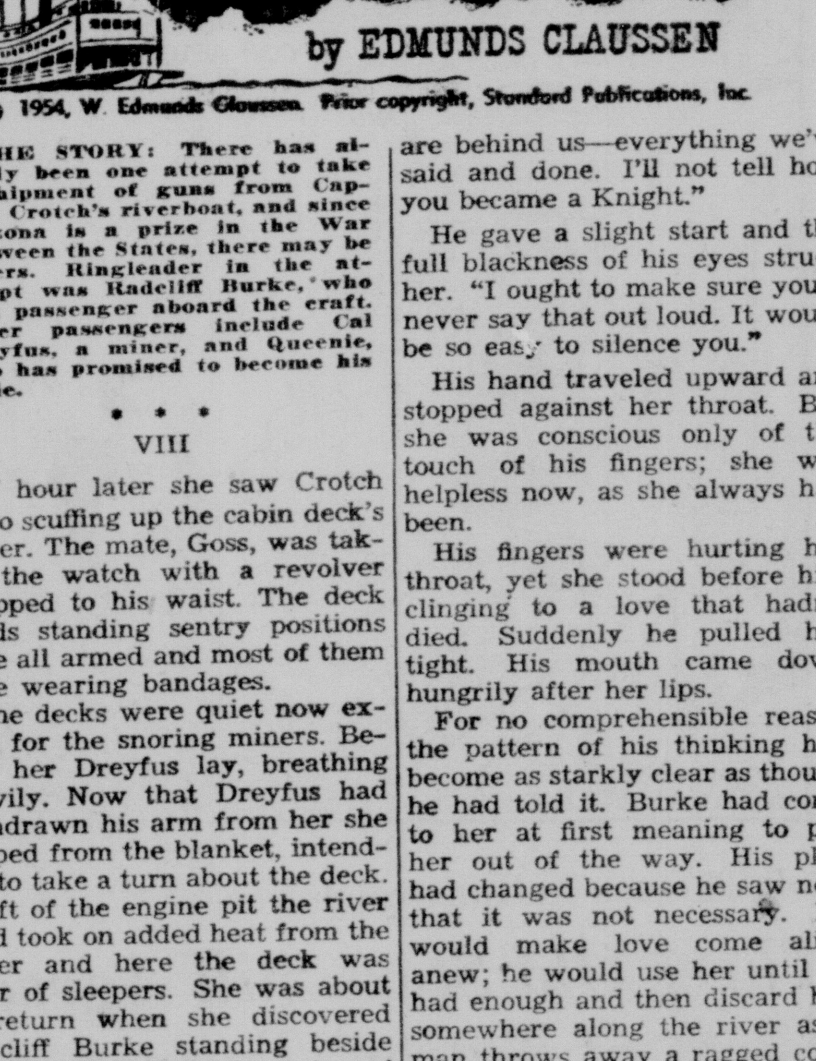 by EDMUNDS CLAUSSEN
1954, W. Edmunds Claussen. Prior copyright, Standford Publications, Inc.
HE STORY: There has al-
ly been one attempt to take
hipment of guns from Cap-
Crotch's riverboat, and since
zona is a prize in the War
ween the States, there may be
ers. Ringleader in the at-
pt was Radcliff Burke, who
passenger aboard the craft.
er passengers include Cal
yfus, a miner, and Queenie,
o has promised to become his
ie.
* * *
VIII
hour later she saw Crotch
o scuffing up the cabin deck's
er. The mate, Goss, was tak-
the watch with a revolver
pped to his waist. The deck
ds standing sentry positions
e all armed and most of them
e wearing bandages.
he decks were quiet now ex-
for the snoring miners. Be-
her Dreyfus lay, breathing
vily. Now that Dreyfus had
hdrawn his arm from her she
ped from the blanket, intend-
to take a turn about the deck.
ft of the engine pit the river
d took on added heat from the
er and here the deck was
r of sleepers. She was about
return when she discovered
cliff Burke standing beside
are behind us—everything we'v
said and done. I'll not tell ho
you became a Knight."
He gave a slight start and th
full blackness of his eyes stru
her. "I ought to make sure you
never say that out loud. It wou
be so easy to silence you."
His hand traveled upward a
stopped against her throat. B
she was conscious only of t
touch of his fingers; she w
helpless now, as she always h
been.
His fingers were hurting h
throat, yet she stood before h
clinging to a love that had
died. Suddenly he pulled h
tight. His mouth came dov
hungrily after her lips.
For no comprehensible reas
the pattern of his thinking h
become as starkly clear as thou
he had told it. Burke had co
to her at first meaning to p
her out of the way. His pl
had changed because he saw n
that it was not necessary.
would make love come al
anew; he would use her until
had enough and then discard h
somewhere along the river as
man throws away a ragged co